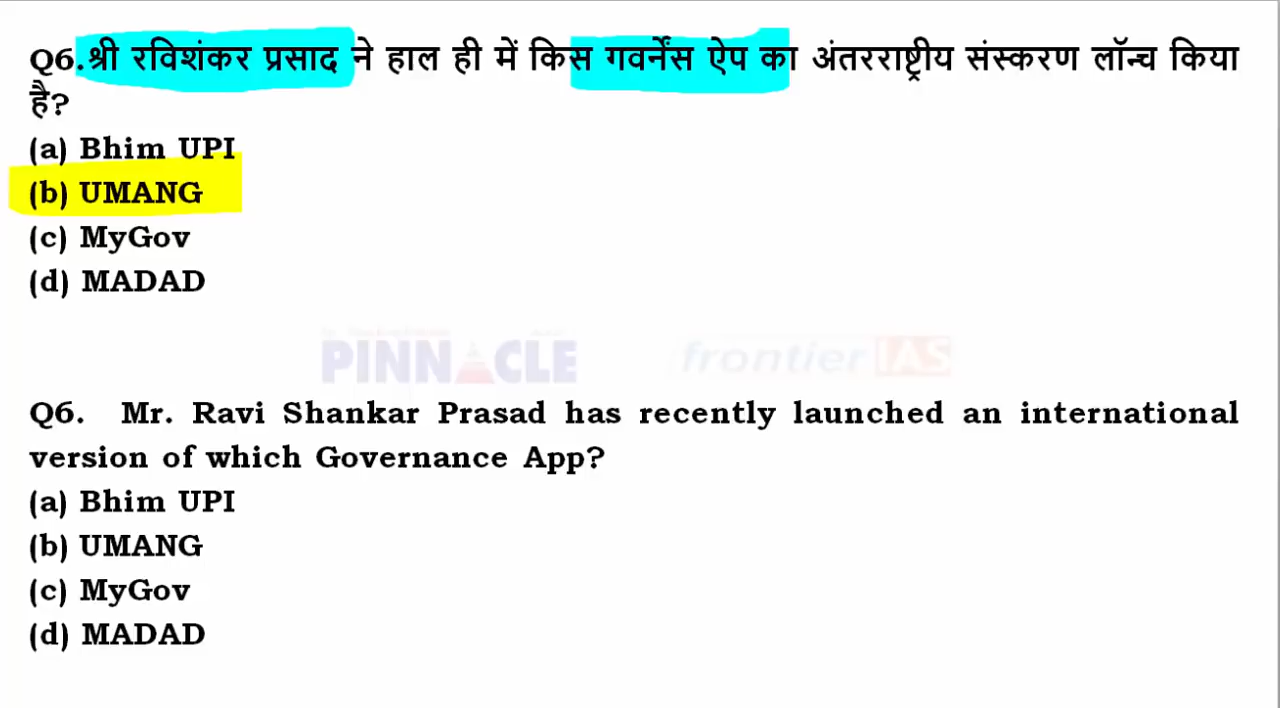 Q6.श्री रविशंकर प्रसाद ने हाल ही में किस गवर्नेंस ऐप का अंतरराष्ट्रीय संस्करण लॉन्च किया
है?
(a) Bhim UPI
(b) UMANG
(c) MyGov
(d) MADAD
PINNACLE frontier IAS
Q6. Mr. Ravi Shankar Prasad has recently launched an international
version of which Governance App?
(a) Bhim UPI
(b) UMANG
(c) MyGov
(d) MADAD